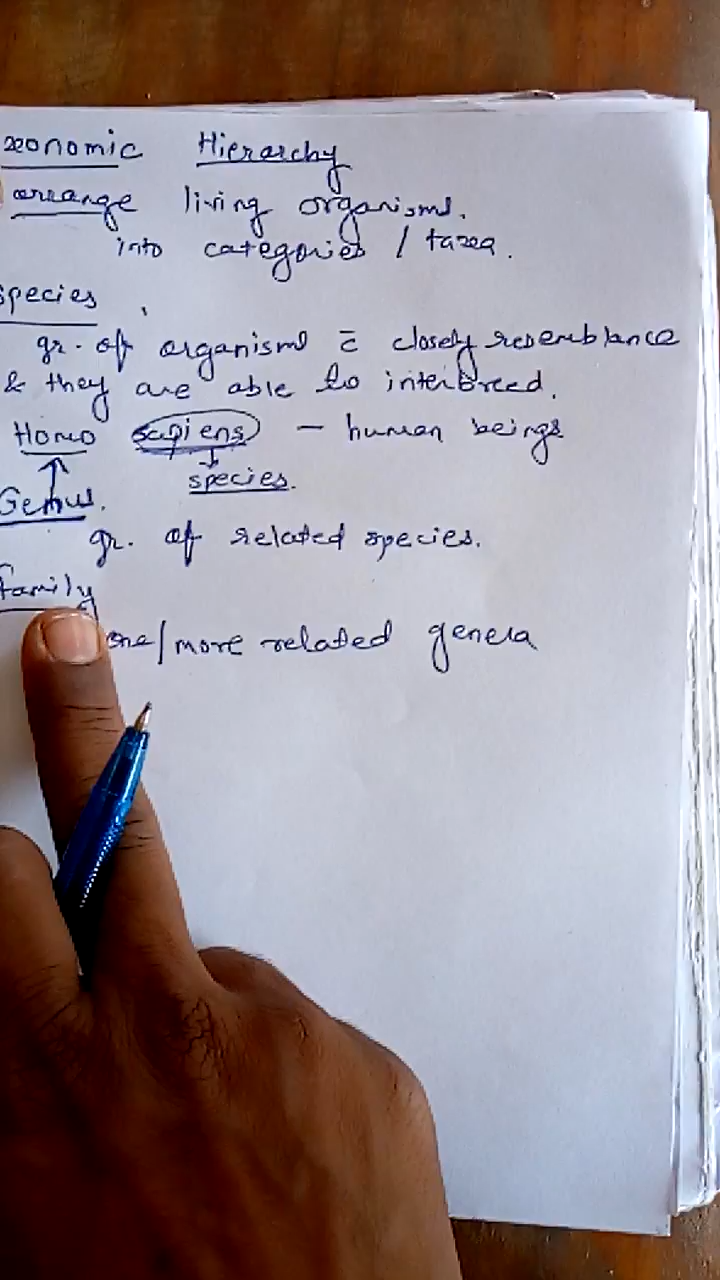 xonomic Hierarchy
arrange living organisms.
into categories / taxa.
species
gr. of organisms c̄ closely resemblance
& they are able to interbreed.
Homo sapiens – human beings
species.
Genus.
gr. of related species.
family
one/more related genera